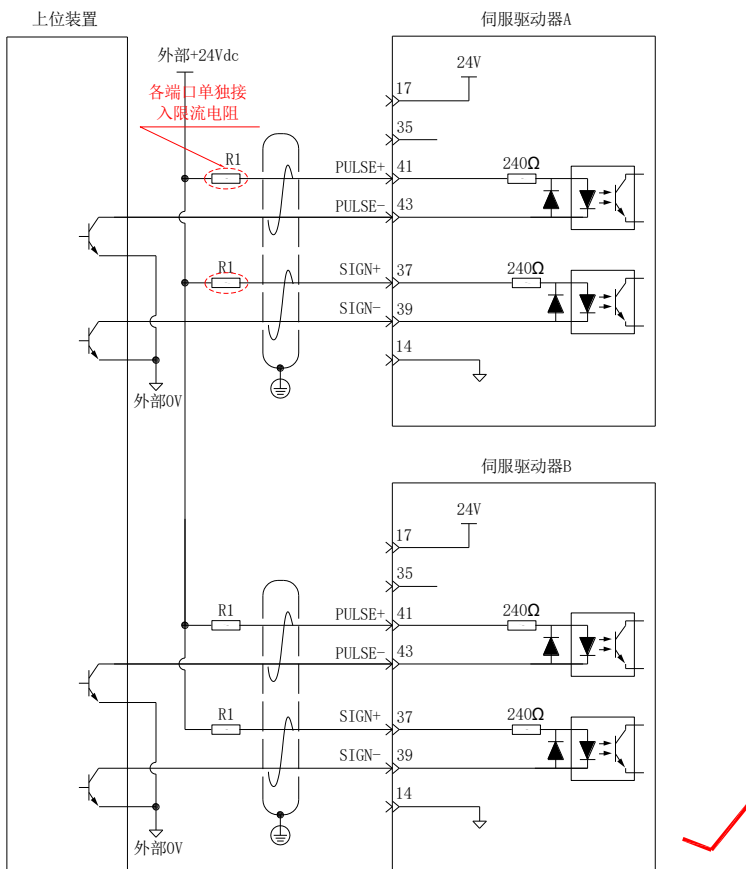 上位装置
伺服驱动器A
外部+24Vdc
24V
17
各端口单独接
入限流电阻
35
R1
PULSE+
41
240Ω
PULSE-
43
R1
SIGN+
37
240Ω
SIGN-
39
14
外部0V
伺服驱动器B
24V
17
35
R1
PULSE+
41
240Ω
PULSE-
43
R1
SIGN+
37
240Ω
SIGN-
39
14
外部0V